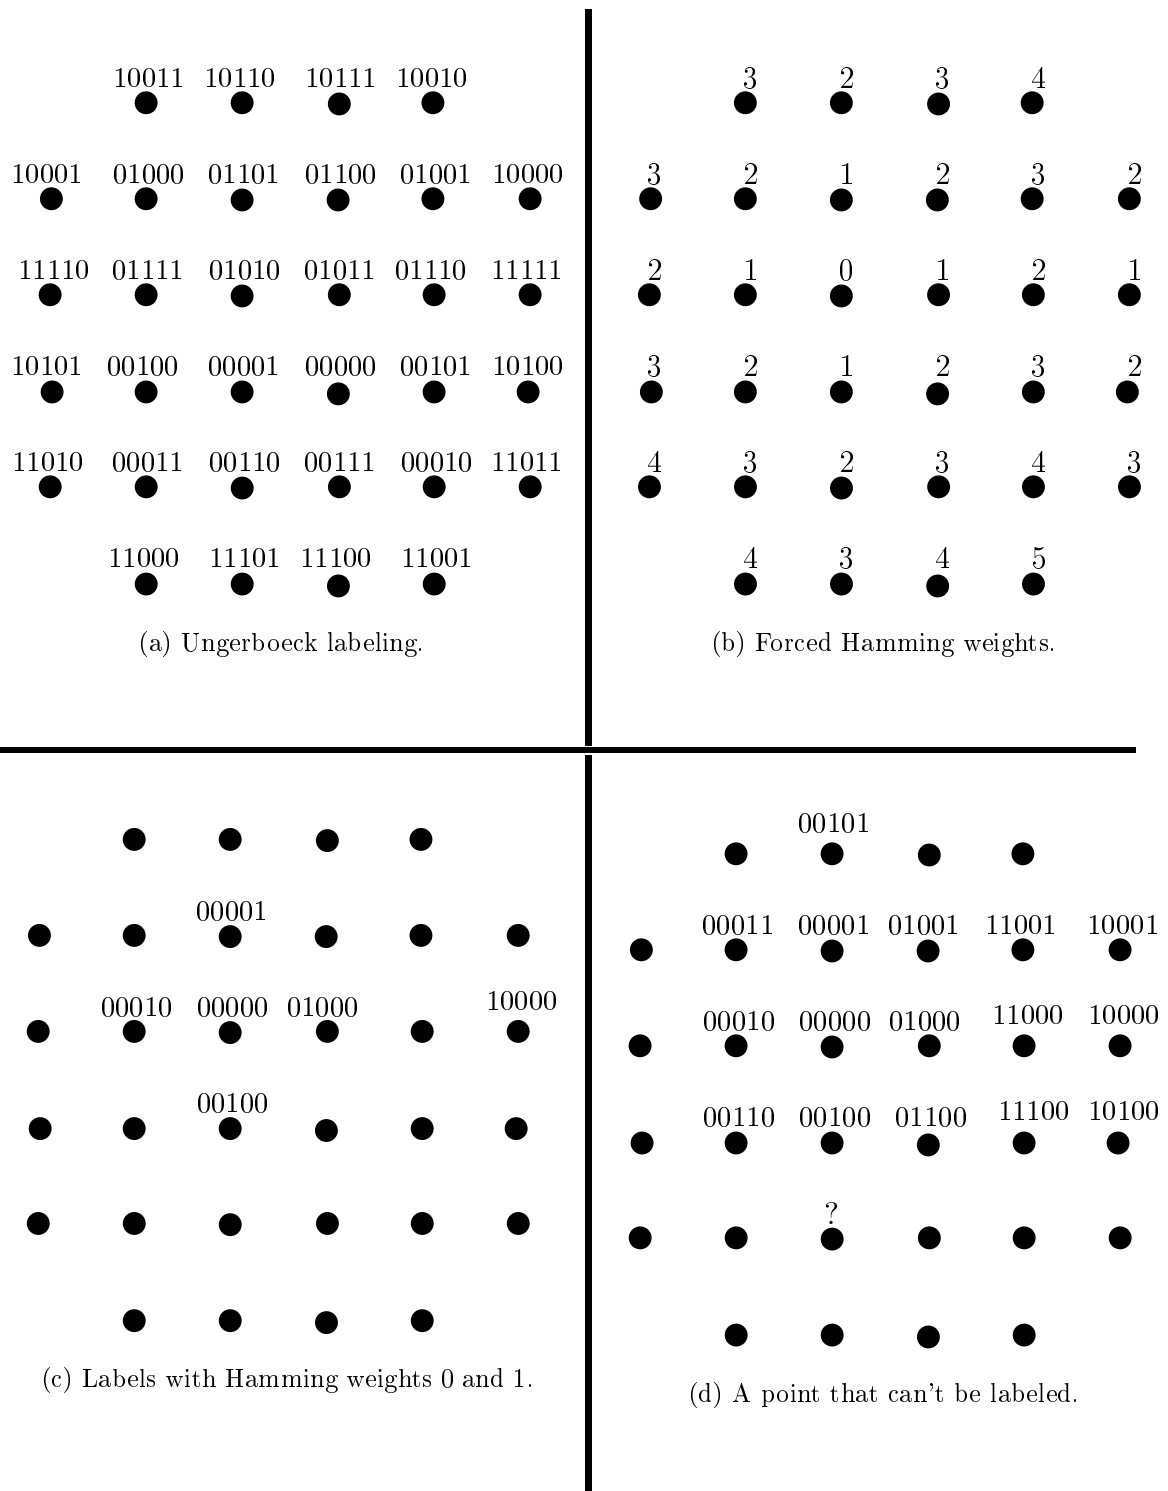 10011 10110 10111 10010
10001 01000 01101 01100 01001 10000
11110 01111 01010 01011 01110 11111
10101 00100 00001 00000 00101 10100
11010 00011 00110 00111 00010 11011
11000 11101 11100 11001
(a) Ungerboeck labeling.
3 2 3 4
3 2 1 2 3 2
2 1 0 1 2 1
3 2 1 2 3 2
4 3 2 3 4 3
4 3 4 5
(b) Forced Hamming weights.
00001
00010 00000 01000 10000
00100
(c) Labels with Hamming weights 0 and 1.
00101
00011 00001 01001 11001 10001
00010 00000 01000 11000 10000
00110 00100 01100 11100 10100
?
(d) A point that can't be labeled.